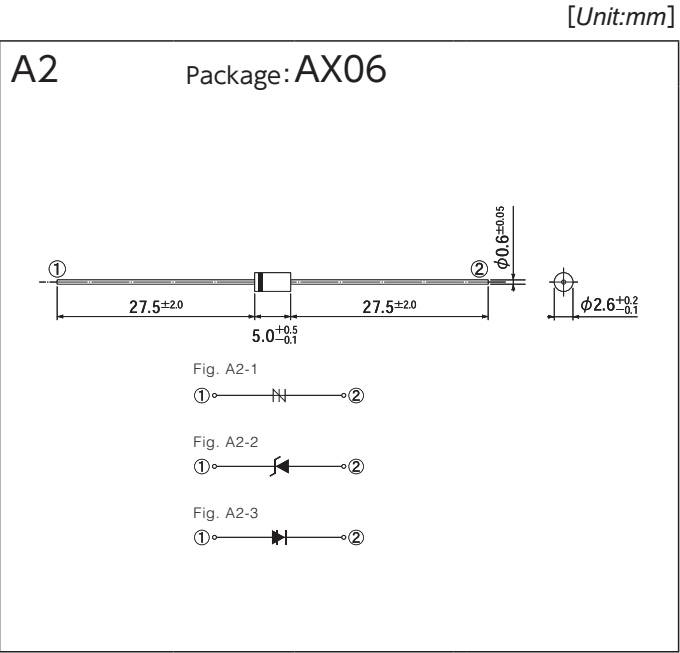 [Unit:mm]
A2 Package:AX06
φ0.6±0.05
① ②
27.5±2.0 27.5±2.0 φ2.6+0.2 −0.1
5.0+0.5 −0.1
Fig. A2-1
① ②
Fig. A2-2
① ②
Fig. A2-3
① ②